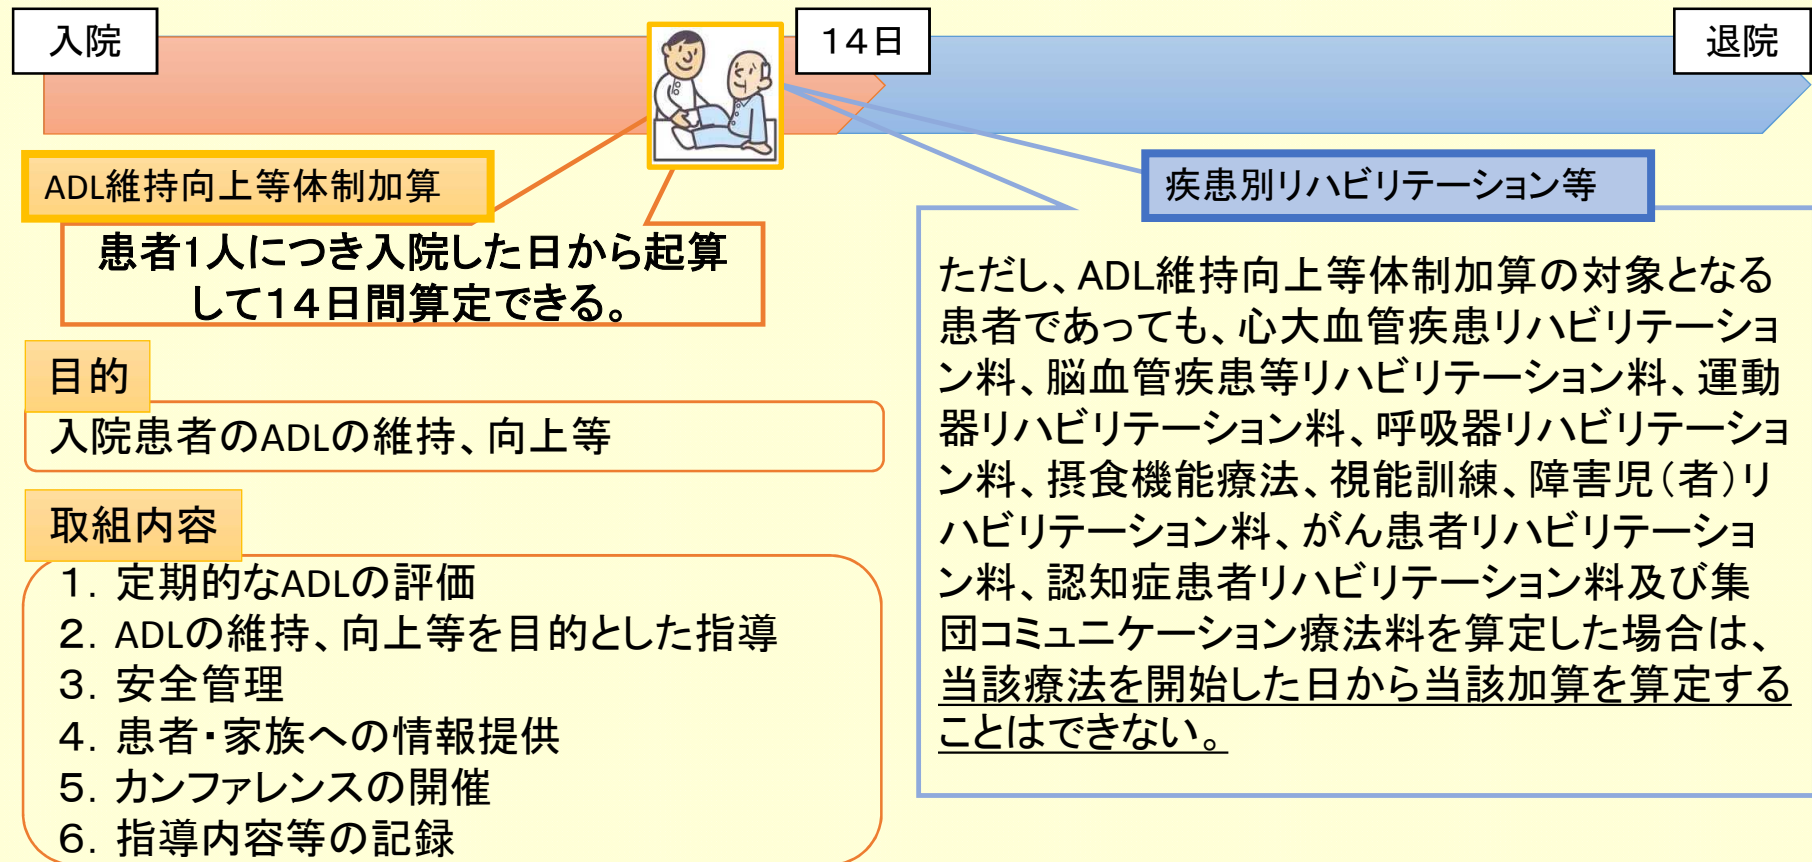 入院
14日
退院
ADL維持向上等体制加算
患者1人につき入院した日から起算
して14日間算定できる。
目的
入院患者のADLの維持、向上等
取組内容
1. 定期的なADLの評価
2. ADLの維持、向上等を目的とした指導
3. 安全管理
4. 患者・家族への情報提供
5. カンファレンスの開催
6. 指導内容等の記録
疾患別リハビリテーション等
ただし、ADL維持向上等体制加算の対象となる
患者であっても、心大血管疾患リハビリテーショ
ン料、脳血管疾患等リハビリテーション料、運動
器リハビリテーション料、呼吸器リハビリテーショ
ン料、摂食機能療法、視能訓練、障害児(者)リ
ハビリテーション料、がん患者リハビリテーショ
ン料、認知症患者リハビリテーション料及び集
団コミュニケーション療法料を算定した場合は、
当該療法を開始した日から当該加算を算定する
ことはできない。